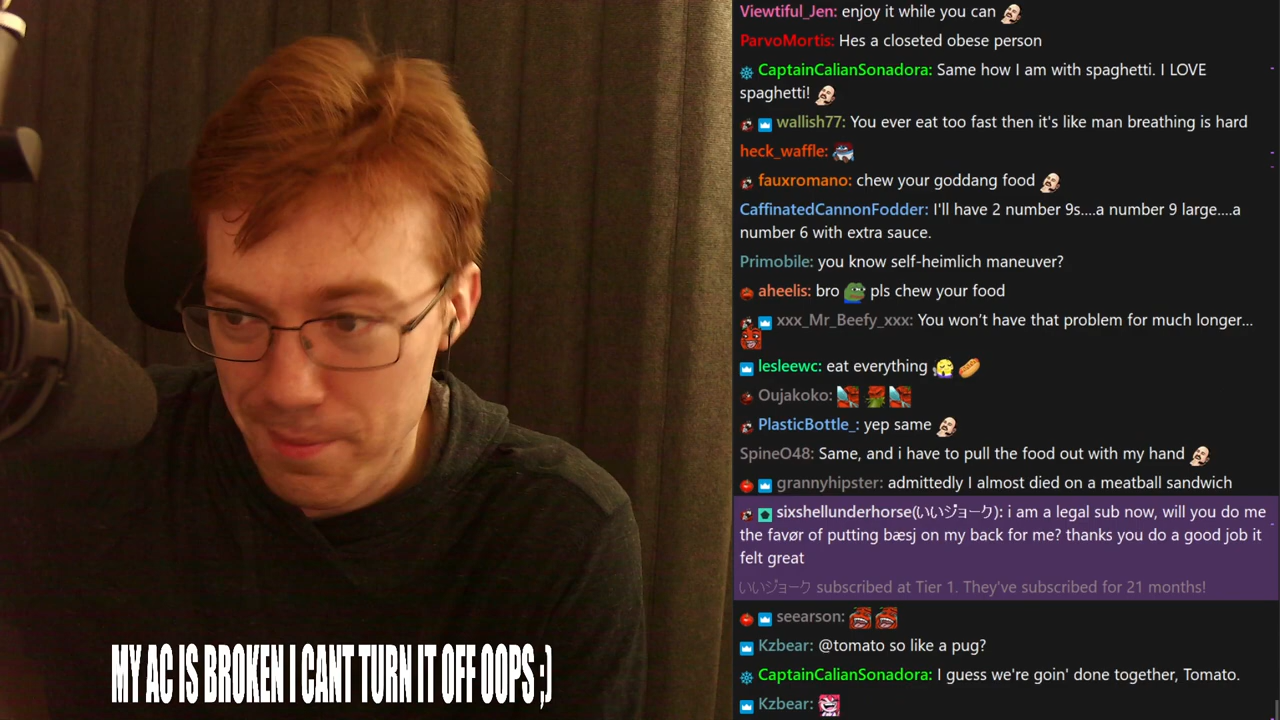 Viewtiful_Jen: enjoy it while you can
ParvoMortis: Hes a closeted obese person
CaptainCalianSonadora: Same how I am with spaghetti. I LOVE
spaghetti!
wallish77: You ever eat too fast then it's like man breathing is hard
heck_waffle:
fauxromano: chew your goddang food
CaffinatedCannonFodder: I'll have 2 number 9s....a number 9 large....a
number 6 with extra sauce.
Primobile: you know self-heimlich maneuver?
aheelis: bro pls chew your food
xxx_Mr_Beefy_xxx: You won't have that problem for much longer...
lesleewc: eat everything
Oujakoko:
PlasticBottle_: yep same
SpineO48: Same, and i have to pull the food out with my hand
grannyhipster: admittedly I almost died on a meatball sandwich
sixshellunderhorse(いいジョーク): i am a legal sub now, will you do me
the favør of putting bæsj on my back for me? thanks you do a good job it
felt great
いいジョーク subscribed at Tier 1. They've subscribed for 21 months!
seearson:
Kzbear: @tomato so like a pug?
CaptainCalianSonadora: I guess we're goin' done together, Tomato.
Kzbear:
MY AC IS BROKEN I CANT TURN IT OFF OOPS ;)